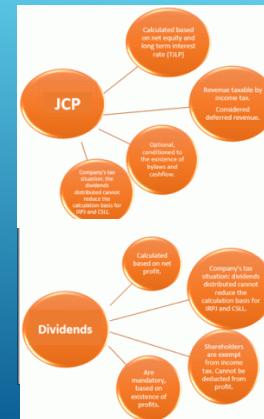 Calculated based
on net equity and
long term interest
rate (TJLP)
JCP
Revenue taxable by
income tax.
Considered
deferred revenue.
Optional,
conditioned to
the existence of
bylaws and
cashflow.
Company's tax
situation: the
dividends
distributed cannot
reduce the
calculation basis for
IRPJ and CSLL.
Calculated
based on net
profit.
Company's tax
situation: dividends
distributed cannot
reduce the
calculation basis for
IRPJ and CSLL.
Dividends
Shareholders
are exempt
from income
tax. Cannot be
deducted from
profit.
Are
mandatory,
based on
existence of
profits.